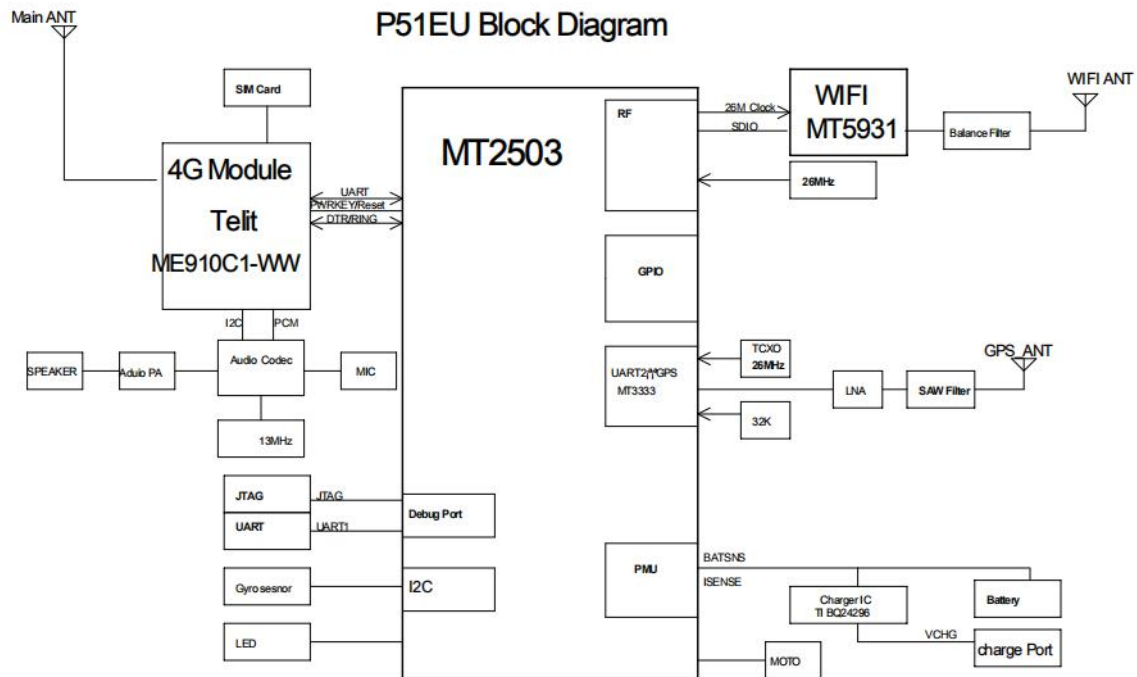 Main ANT
P51EU Block Diagram
SIM Card
4G Module
Telit
ME910C1-WW
UART
PWRKEY/Reset
DTR/RING
I2C
PCM
SPEAKER
Aduio PA
Audio Codec
MIC
13MHz
JTAG
JTAG
UART
UART1
Debug Port
Gyrosesnor
I2C
LED
MT2503
RF
26M Clock
SDIO
WIFI
MT5931
Balance Filter
WIFI ANT
26MHz
GPIO
UART2¡ªGPS
MT3333
TCXO
26MHz
LNA
SAW Filter
GPS_ANT
32K
PMU
BATSNS
ISENSE
Charger IC
TI BQ24296
Battery
VCHG
charge Port
MOTO